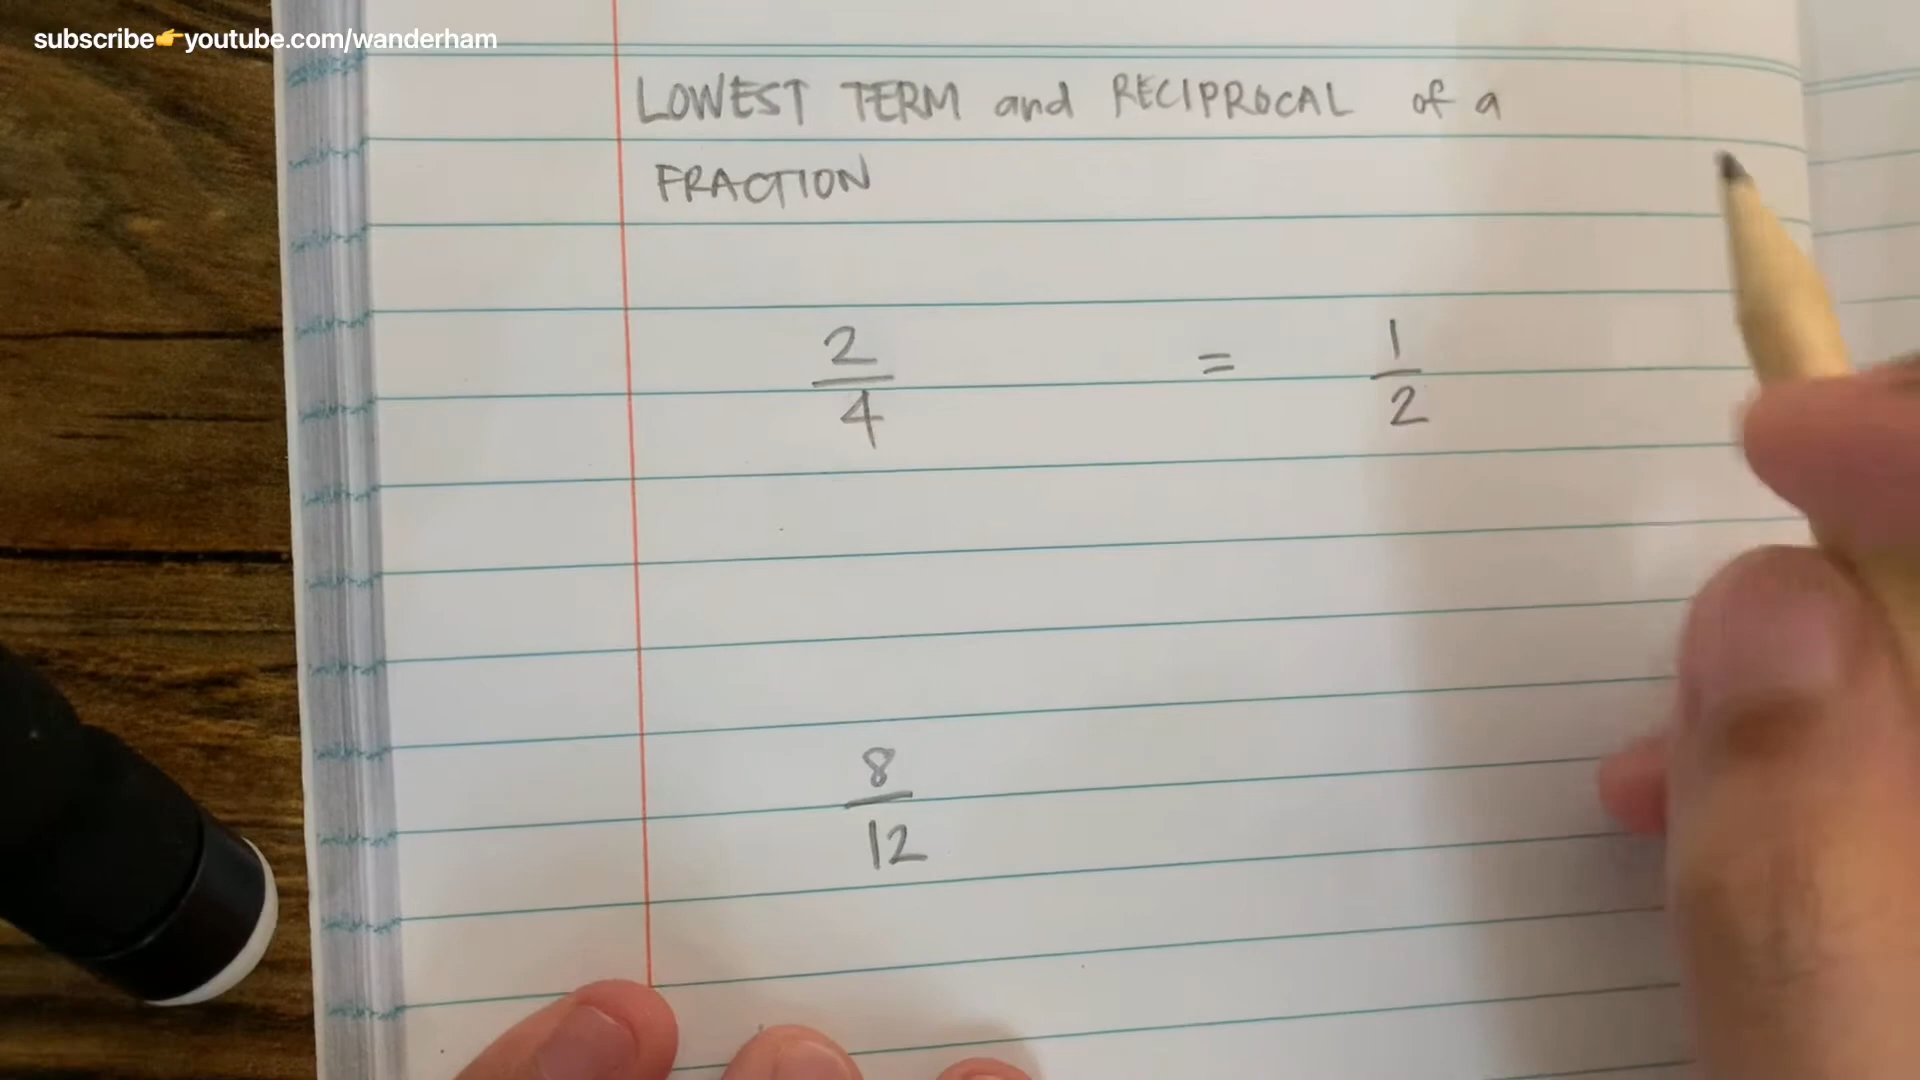 subscribe👉youtube.com/wanderham
LOWEST TERM and RECIPROCAL of a
FRACTION
2/4 = 1/2
8/12